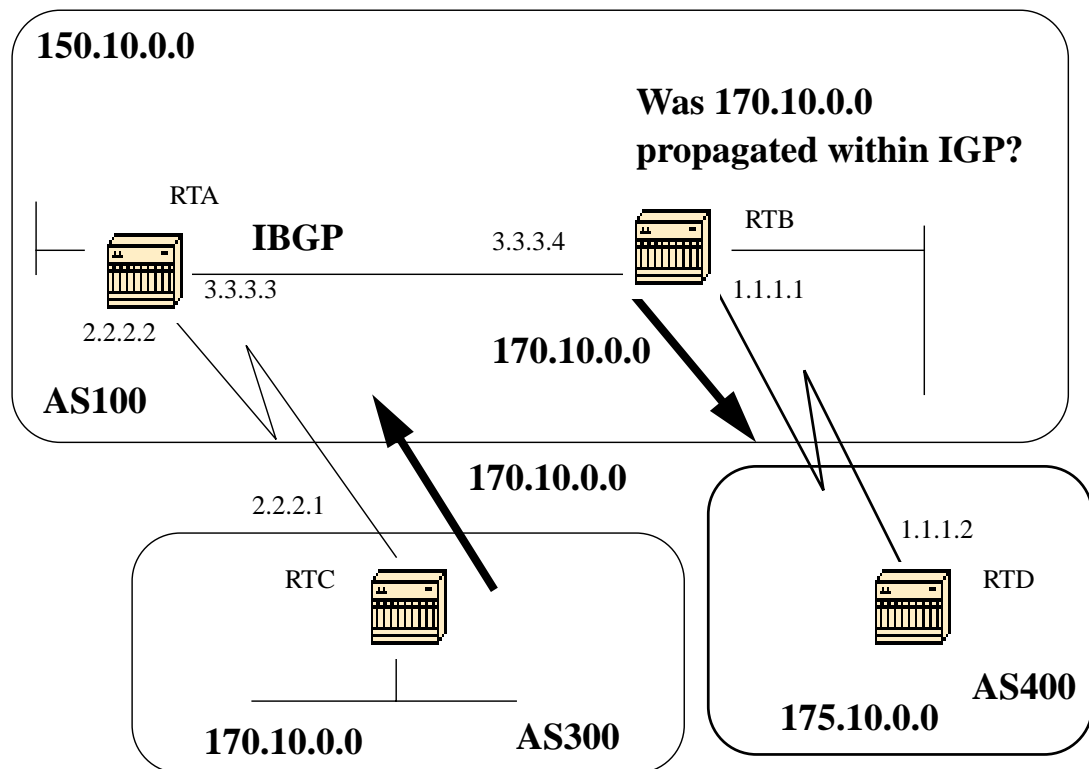 150.10.0.0
Was 170.10.0.0
propagated within IGP?
RTA
RTB
IBGP
3.3.3.4
3.3.3.3
1.1.1.1
2.2.2.2
170.10.0.0
AS100
170.10.0.0
2.2.2.1
1.1.1.2
RTC
RTD
AS400
175.10.0.0
170.10.0.0
AS300